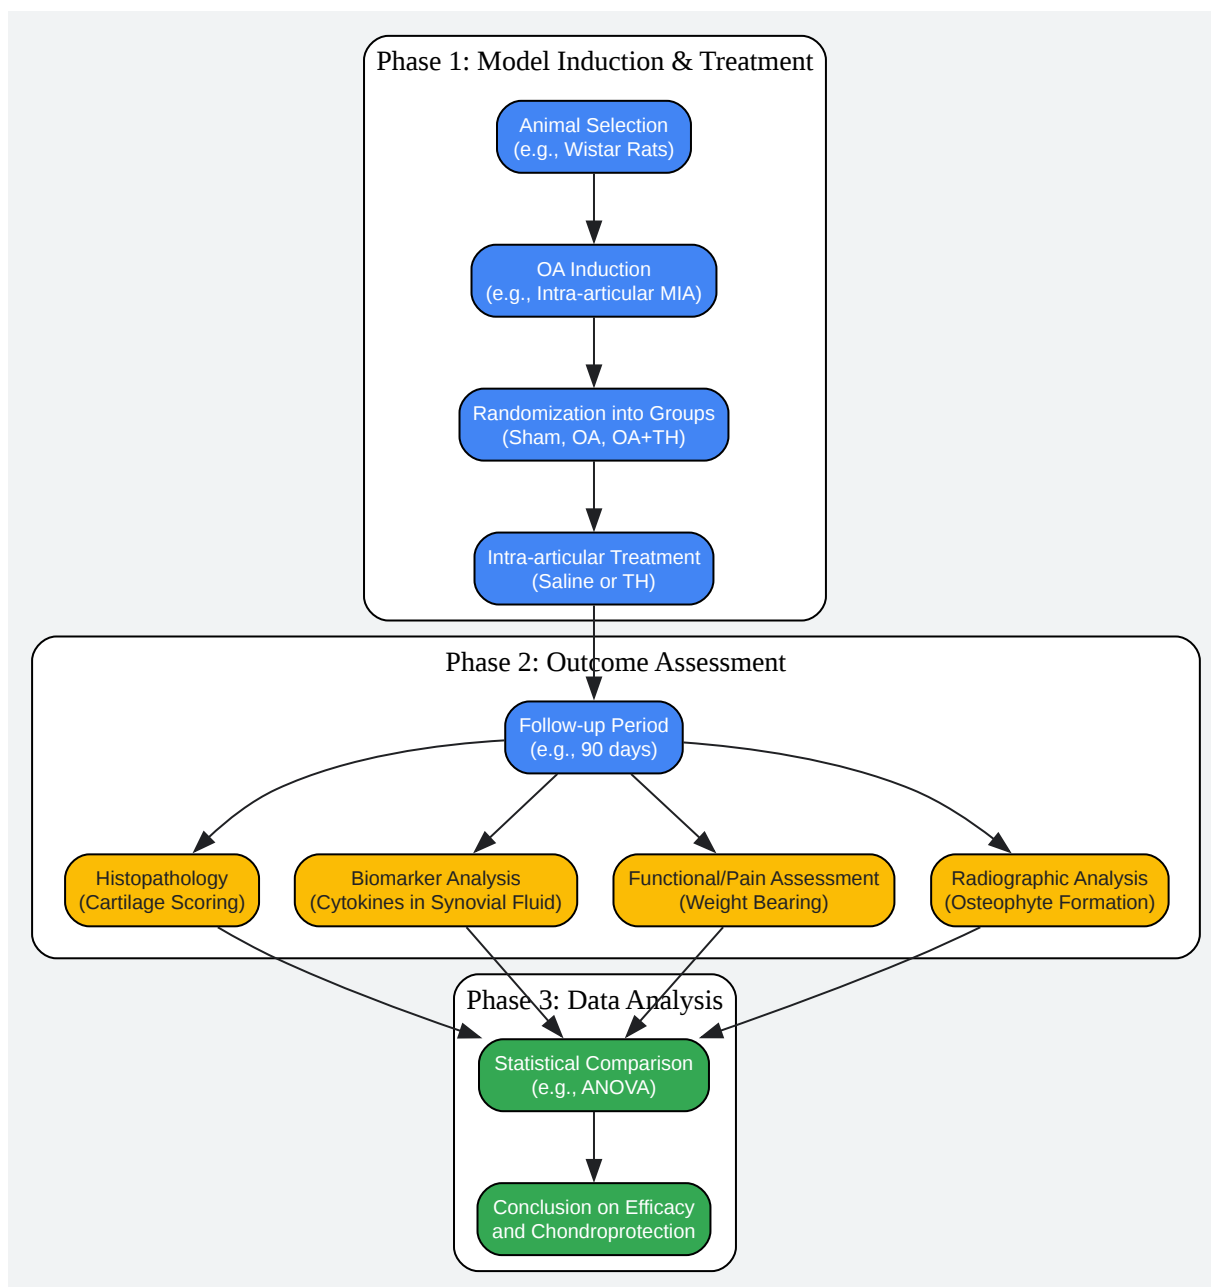 Phase 1: Model Induction & Treatment
Animal Selection
(e.g., Wistar Rats)
OA Induction
(e.g., Intra-articular MIA)
Randomization into Groups
(Sham, OA, OA+TH)
Intra-articular Treatment
(Saline or TH)
Phase 2: Outcome Assessment
Follow-up Period
(e.g., 90 days)
Histopathology
(Cartilage Scoring)
Biomarker Analysis
(Cytokines in Synovial Fluid)
Functional/Pain Assessment
(Weight Bearing)
Radiographic Analysis
(Osteophyte Formation)
Phase 3: Data Analysis
Statistical Comparison
(e.g., ANOVA)
Conclusion on Efficacy
and Chondroprotection